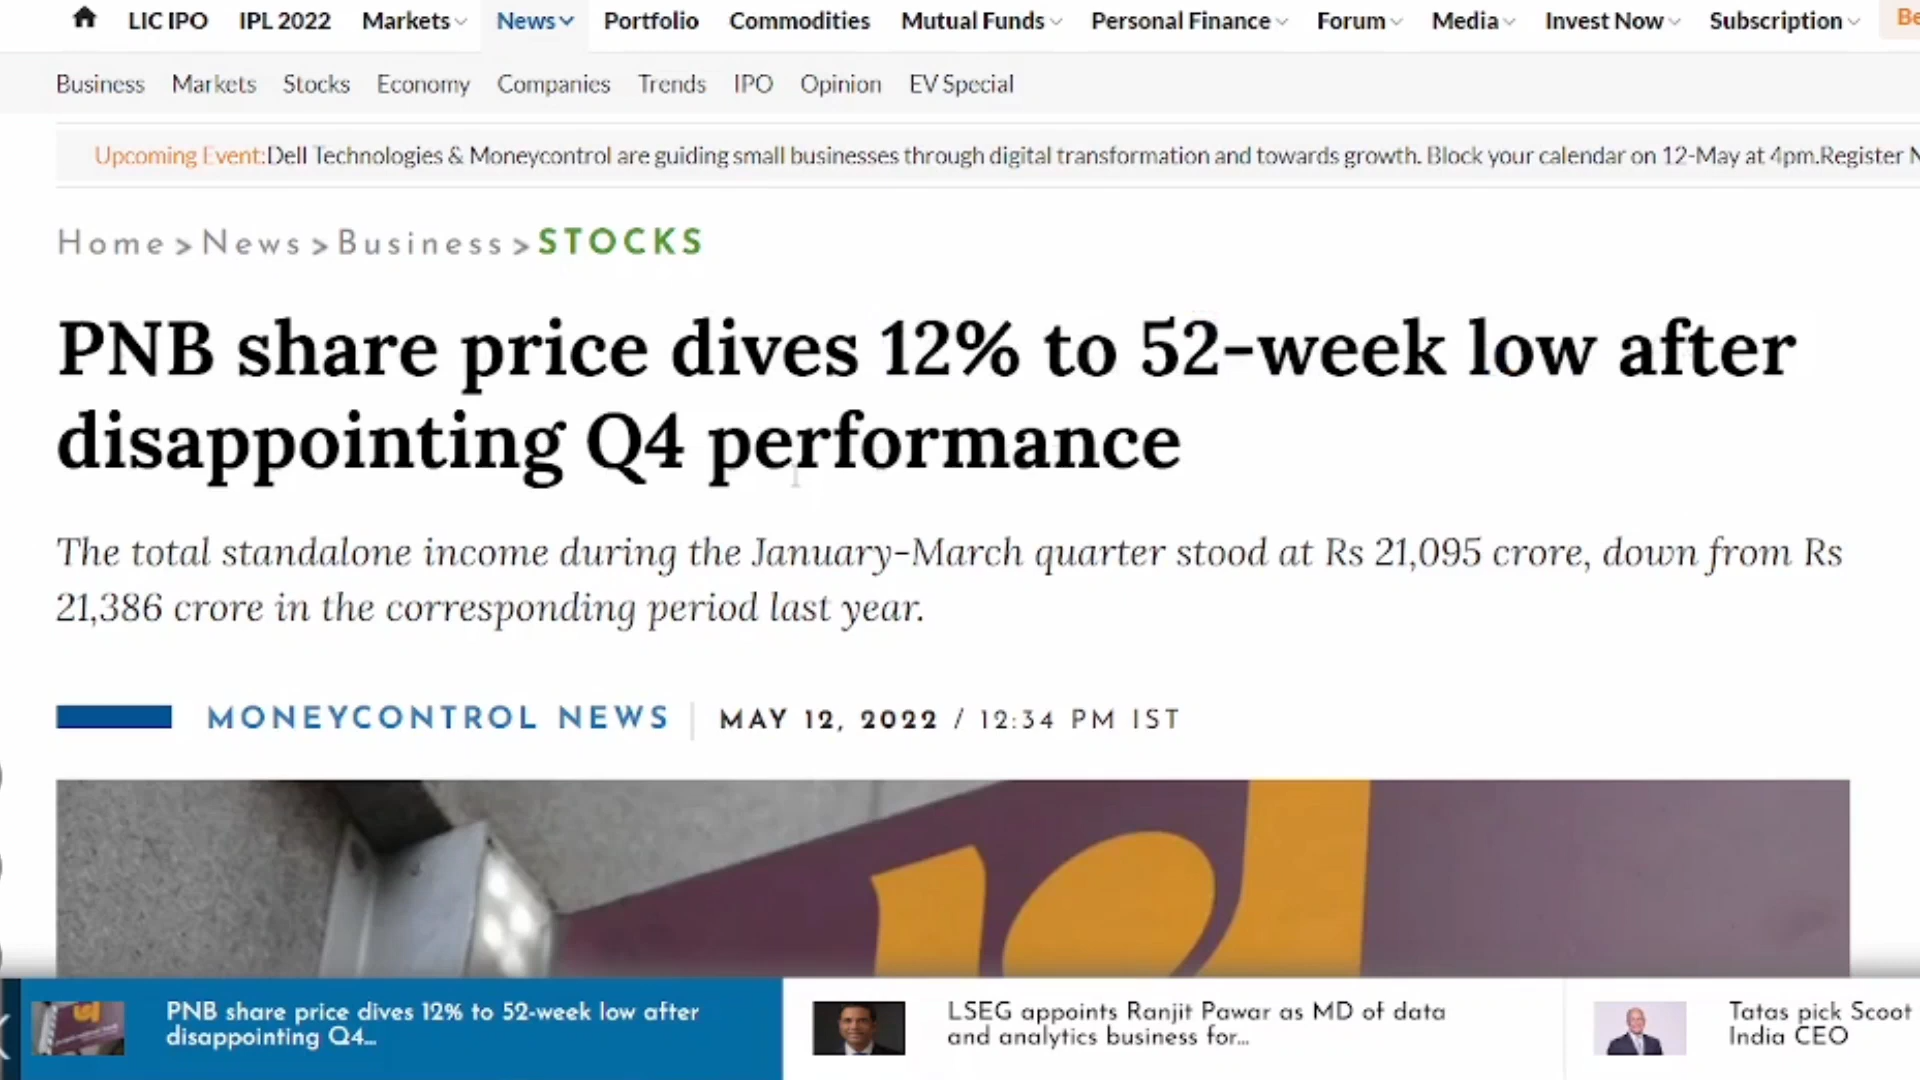 LIC IPO IPL 2022 Markets News Portfolio Commodities Mutual Funds Personal Finance Forum Media Invest Now Subscription
Business Markets Stocks Economy Companies Trends IPO Opinion EV Special
Upcoming Event:Dell Technologies & Moneycontrol are guiding small businesses through digital transformation and towards growth. Block your calendar on 12-May at 4pm.Register
Home > News > Business > STOCKS
PNB share price dives 12% to 52-week low after
disappointing Q4 performance
The total standalone income during the January-March quarter stood at Rs 21,095 crore, down from Rs
21,386 crore in the corresponding period last year.
MONEYCONTROL NEWS MAY 12, 2022 / 12:34 PM IST
PNB share price dives 12% to 52-week low after
disappointing Q4...
LSEG appoints Ranjit Pawar as MD of data
and analytics business for...
Tatas pick Scoot
India CEO